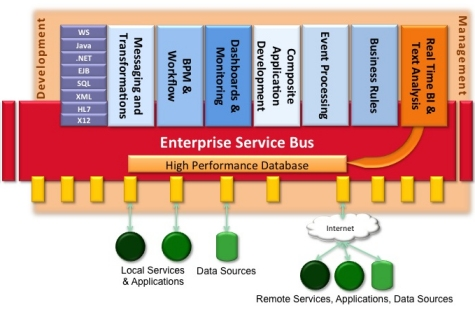 Development
WS
Java
.NET
EJB
SQL
XML
HL7
X12
Messaging and
Transformations
BPM &
Workflow
Dashboards &
Monitoring
Composite
Application
Development
Event Processing
Business Rules
Real Time BI &
Text Analysis
Management
Enterprise Service Bus
High Performance Database
Internet
Local Services
& Applications
Data Sources
Remote Services, Applications, Data Sources